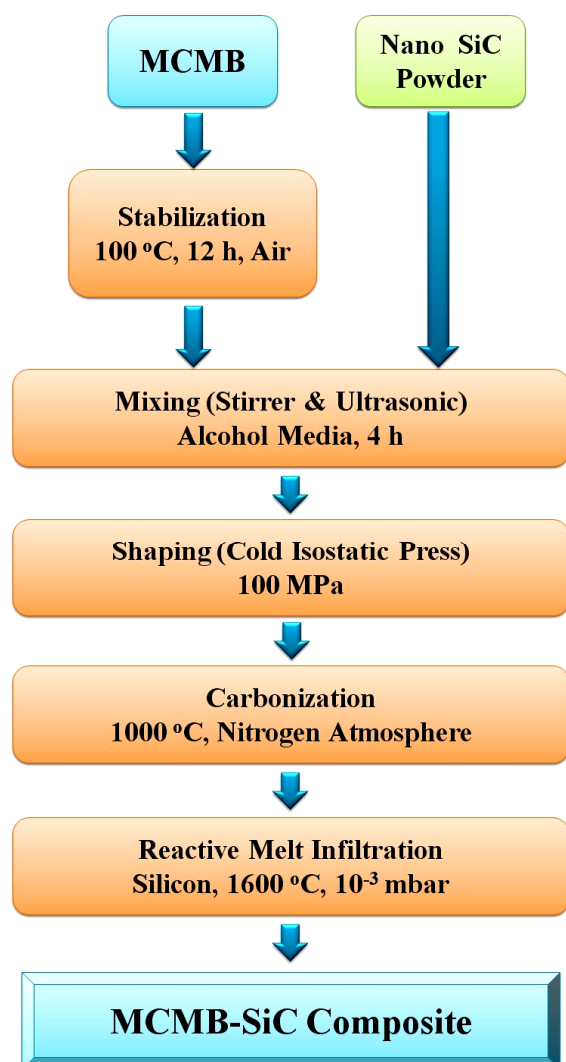 MCMB
Nano SiC
Powder
Stabilization
100 ºC, 12 h, Air
Mixing (Stirrer & Ultrasonic)
Alcohol Media, 4 h
Shaping (Cold Isostatic Press)
100 MPa
Carbonization
1000 ºC, Nitrogen Atmosphere
Reactive Melt Infiltration
Silicon, 1600 ºC, 10⁻³ mbar
MCMB-SiC Composite